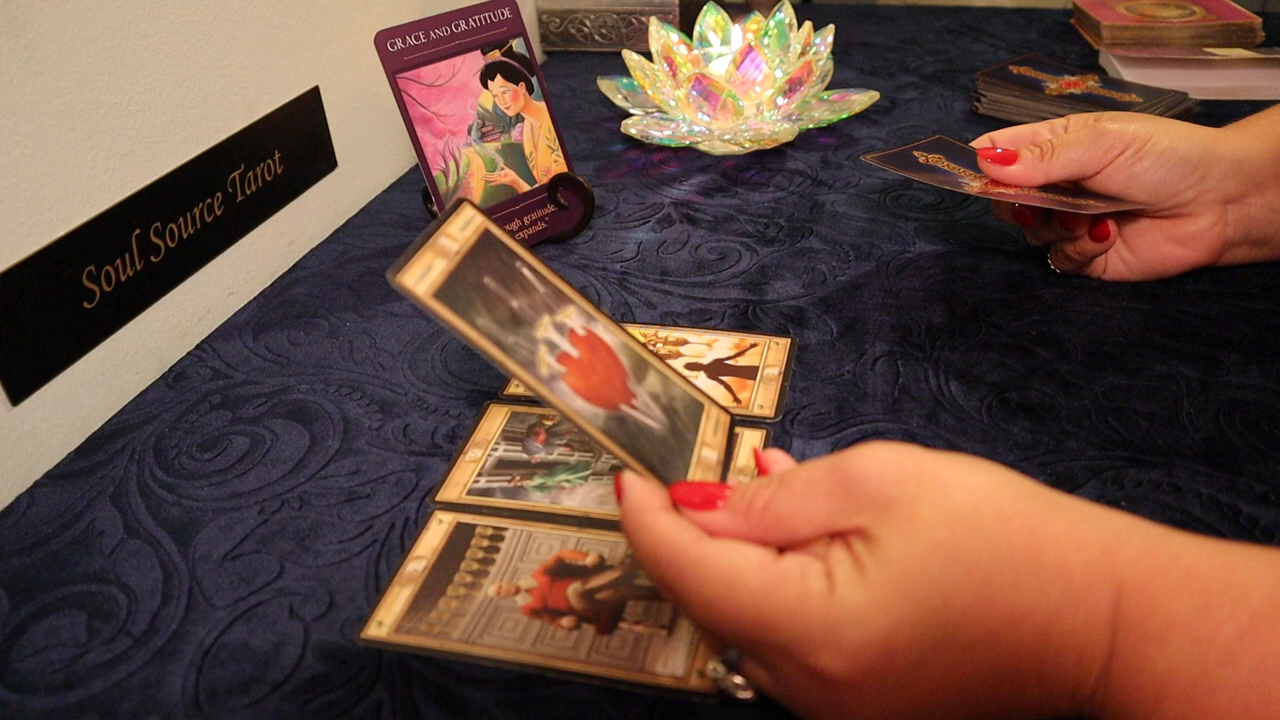 GRACE AND GRATITUDE
Soul Source Tarot
ough gratitude,
expands."